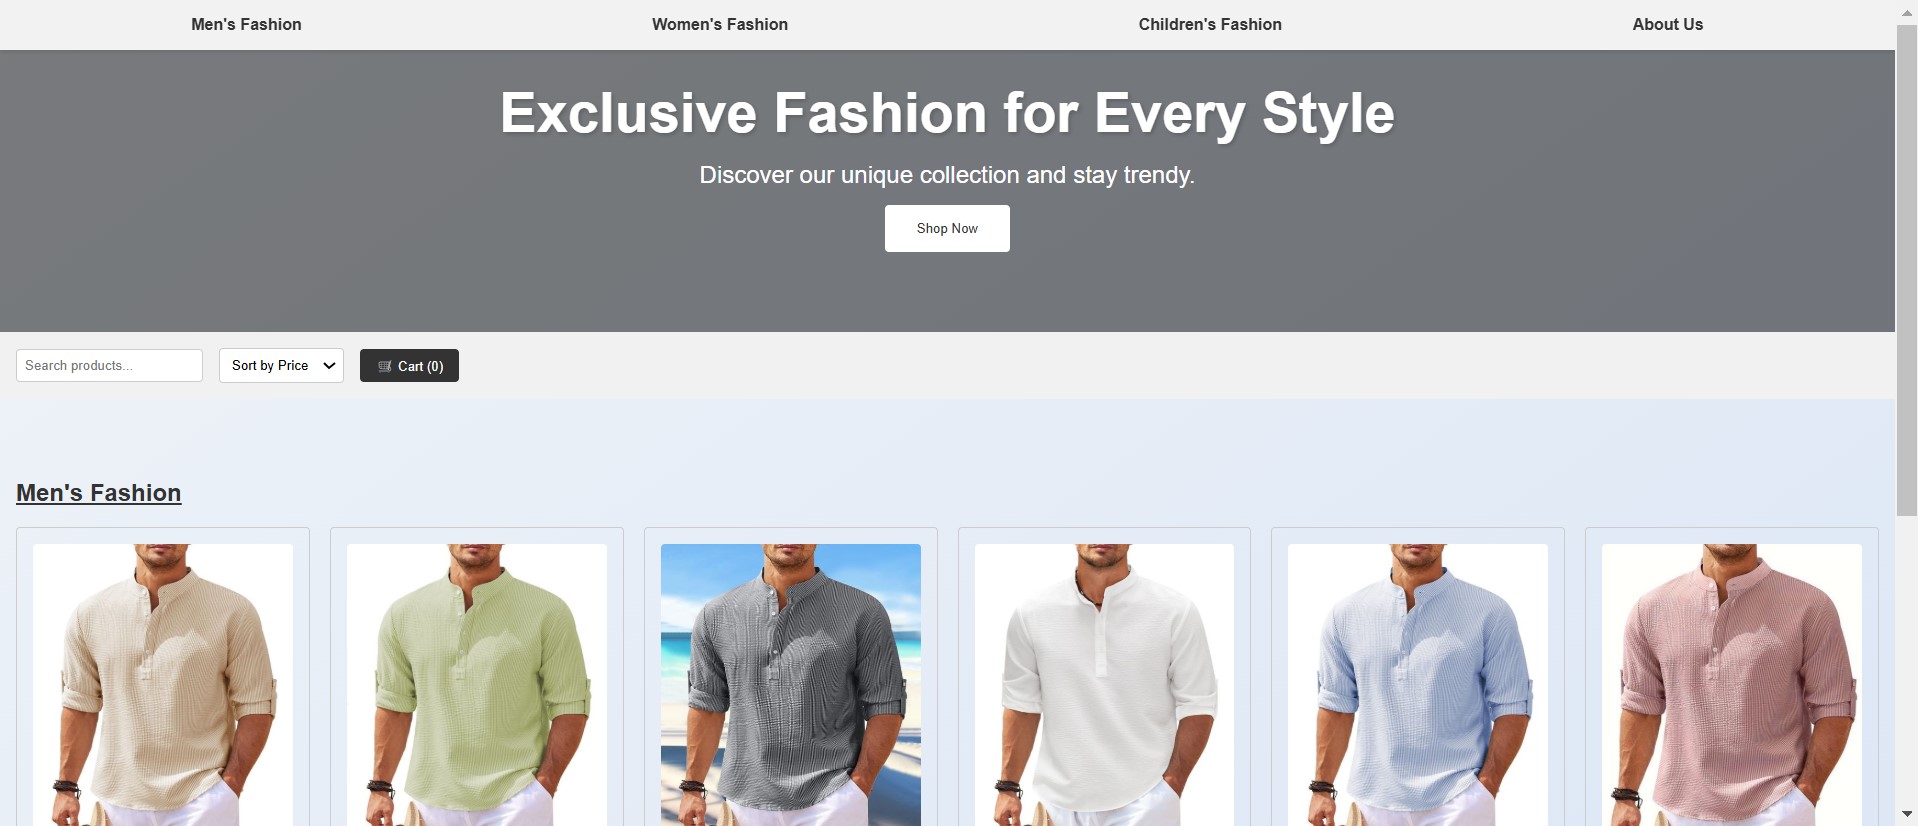 Men's Fashion
Women's Fashion
Children's Fashion
About Us
Exclusive Fashion for Every Style
Discover our unique collection and stay trendy.
Shop Now
Search products...
Sort by Price
Cart (0)
Men's Fashion